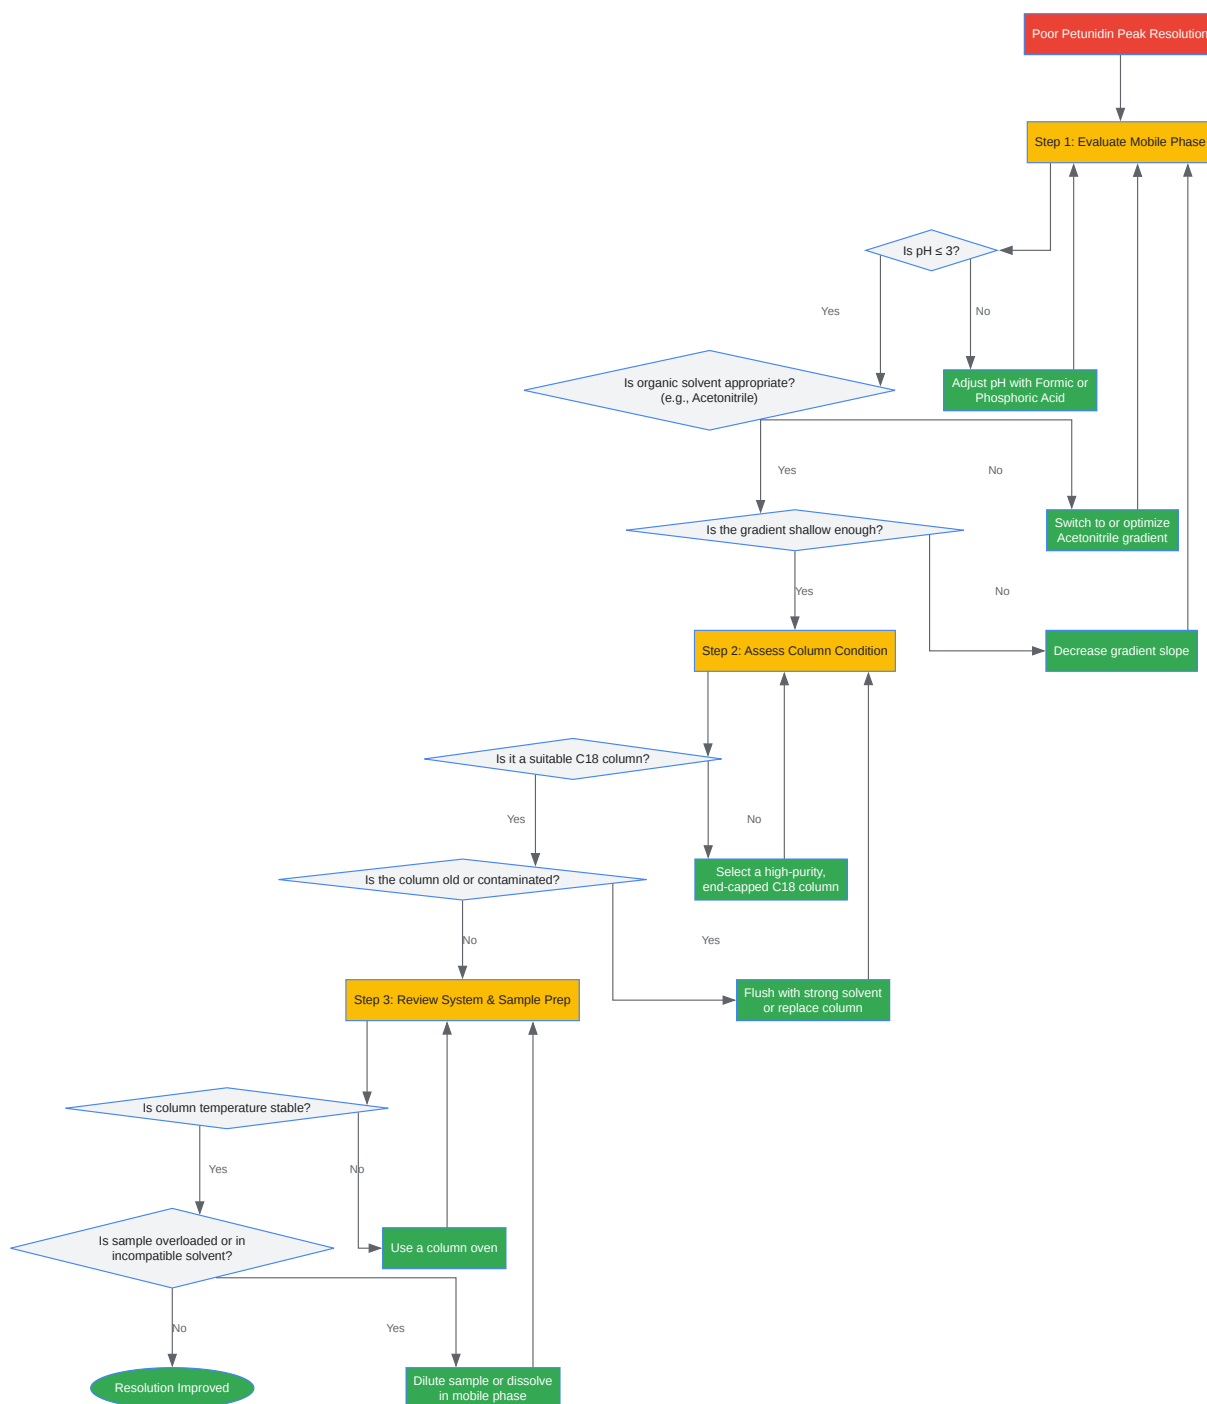 Poor Petunidin Peak Resolution
Step 1: Evaluate Mobile Phase
Is pH ≤ 3?
Yes
No
Is organic solvent appropriate?
(e.g., Acetonitrile)
Adjust pH with Formic or
Phosphoric Acid
Yes
No
Is the gradient shallow enough?
Switch to or optimize
Acetonitrile gradient
Yes
No
Step 2: Assess Column Condition
Decrease gradient slope
Is it a suitable C18 column?
Yes
No
Is the column old or contaminated?
Select a high-purity,
end-capped C18 column
No
Yes
Step 3: Review System & Sample Prep
Flush with strong solvent
or replace column
Is column temperature stable?
Yes
No
Is sample overloaded or in
incompatible solvent?
Use a column oven
No
Yes
Resolution Improved
Dilute sample or dissolve
in mobile phase